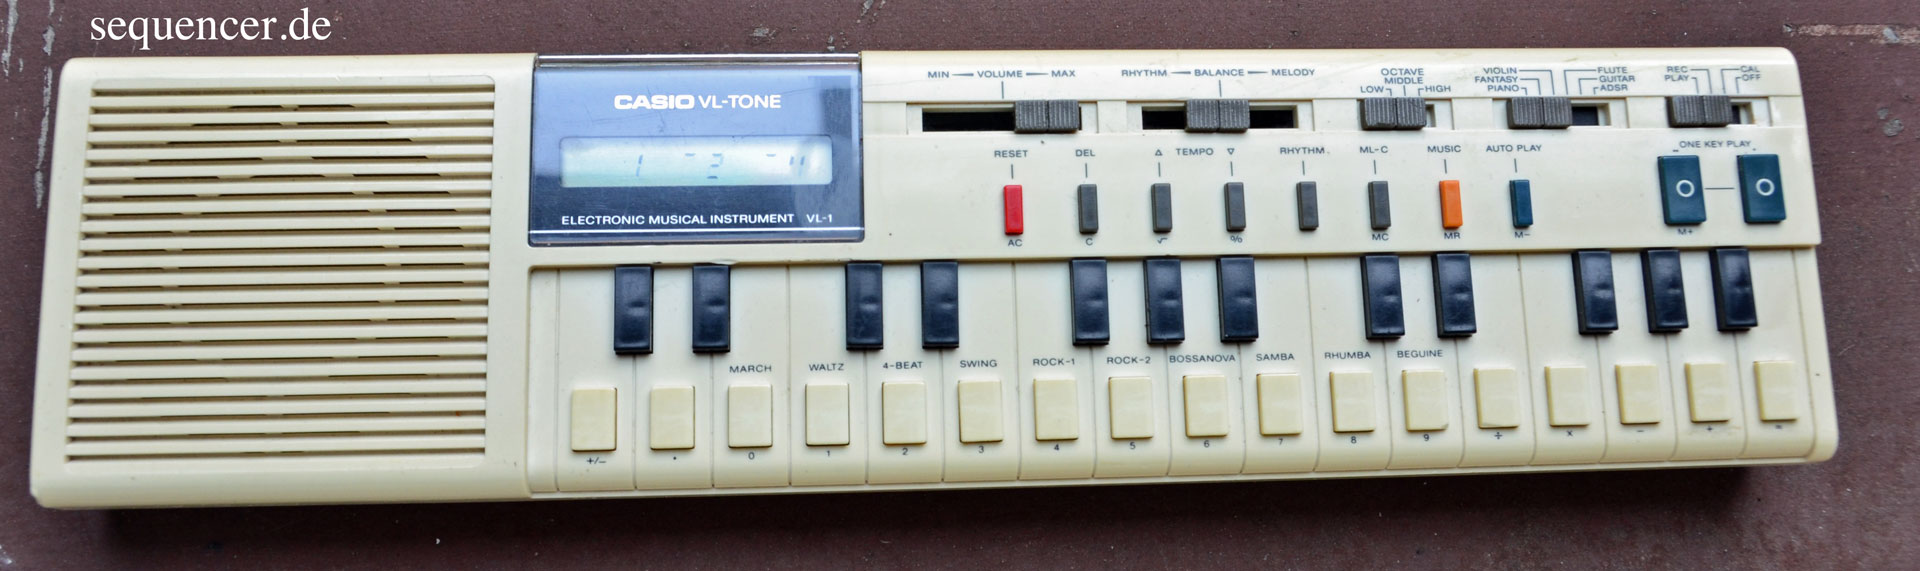 sequencer.de
CASIO VL-TONE
ELECTRONIC MUSICAL INSTRUMENT VL-1
MIN VOLUME MAX
RHYTHM BALANCE MELODY
OCTAVE
MIDDLE
LOW HIGH
VIOLIN FLUTE
FANTASY GUITAR
PIANO ADSR
REC CAL
PLAY OFF
RESET DEL △ TEMPO ▽ RHYTHM ML-C MUSIC AUTO PLAY
- ONE KEY PLAY
AC C √ % MC MR M- M+
MARCH WALTZ 4-BEAT SWING ROCK-1 ROCK-2 BOSSANOVA SAMBA RHUMBA BEGUINE
+/- . 0 1 2 3 4 5 6 7 8 9 ÷ × - + =